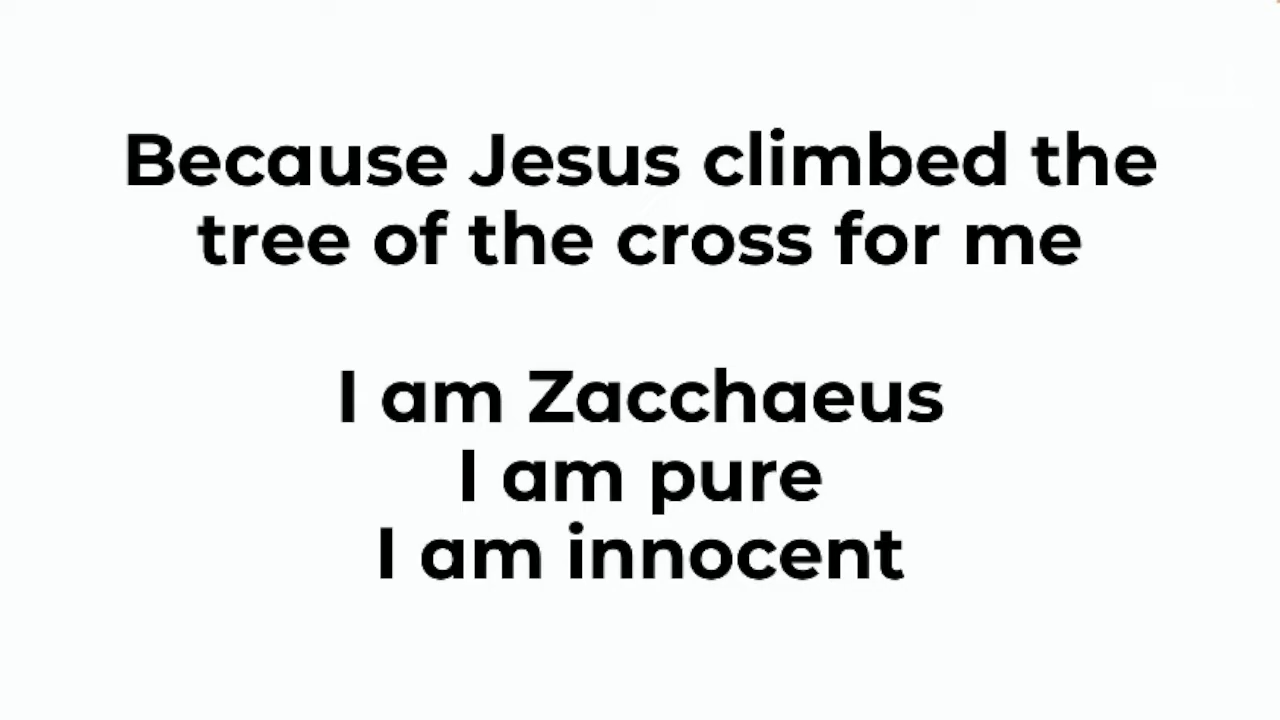 Because Jesus climbed the
tree of the cross for me
I am Zacchaeus
I am pure
I am innocent